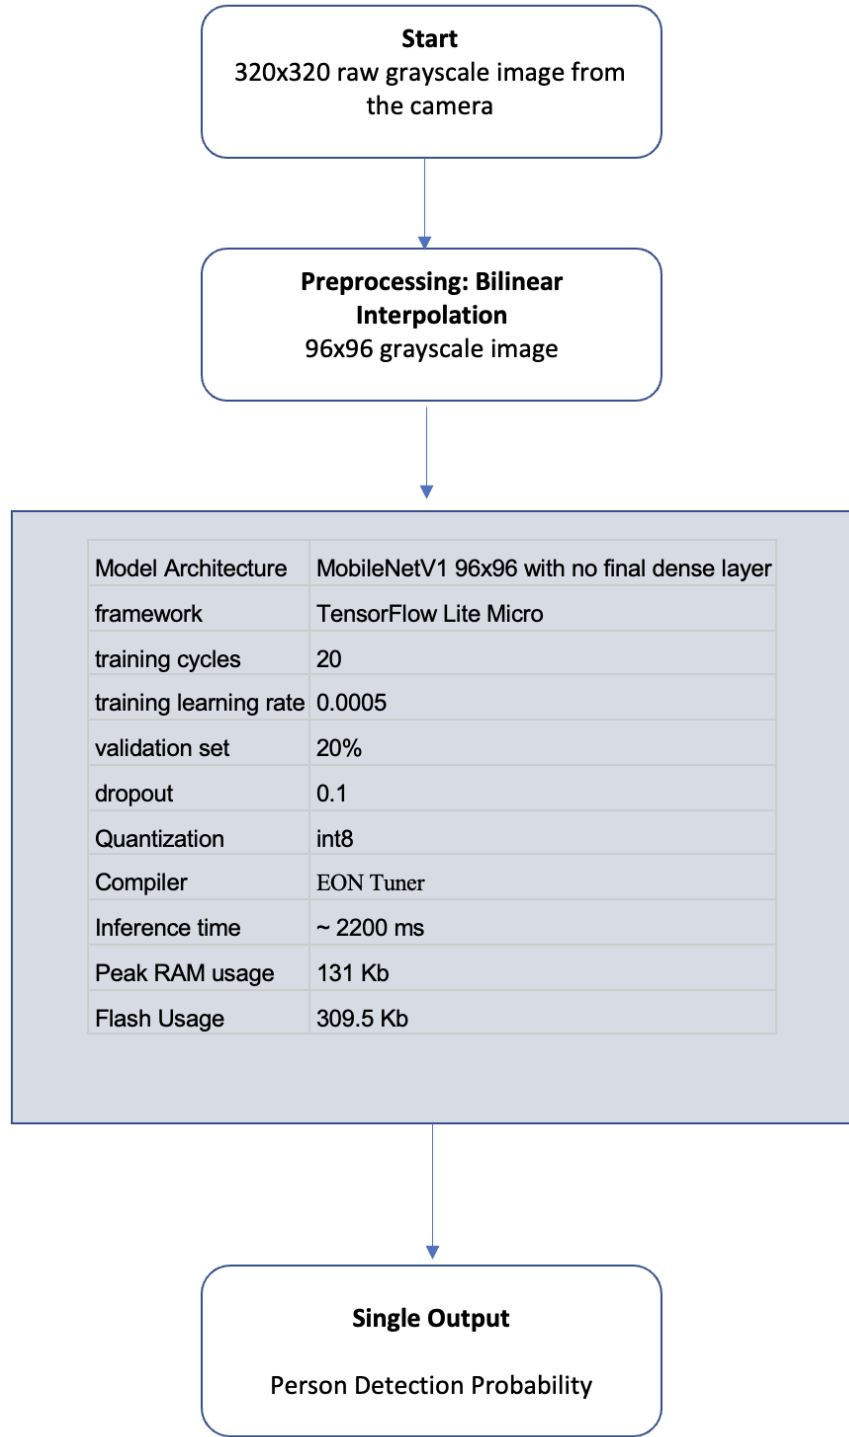 Start
320x320 raw grayscale image from
the camera
Preprocessing: Bilinear
Interpolation
96x96 grayscale image
Model Architecture MobileNetV1 96x96 with no final dense layer
framework TensorFlow Lite Micro
training cycles 20
training learning rate 0.0005
validation set 20%
dropout 0.1
Quantization int8
Compiler EON Tuner
Inference time ~ 2200 ms
Peak RAM usage 131 Kb
Flash Usage 309.5 Kb
Single Output
Person Detection Probability